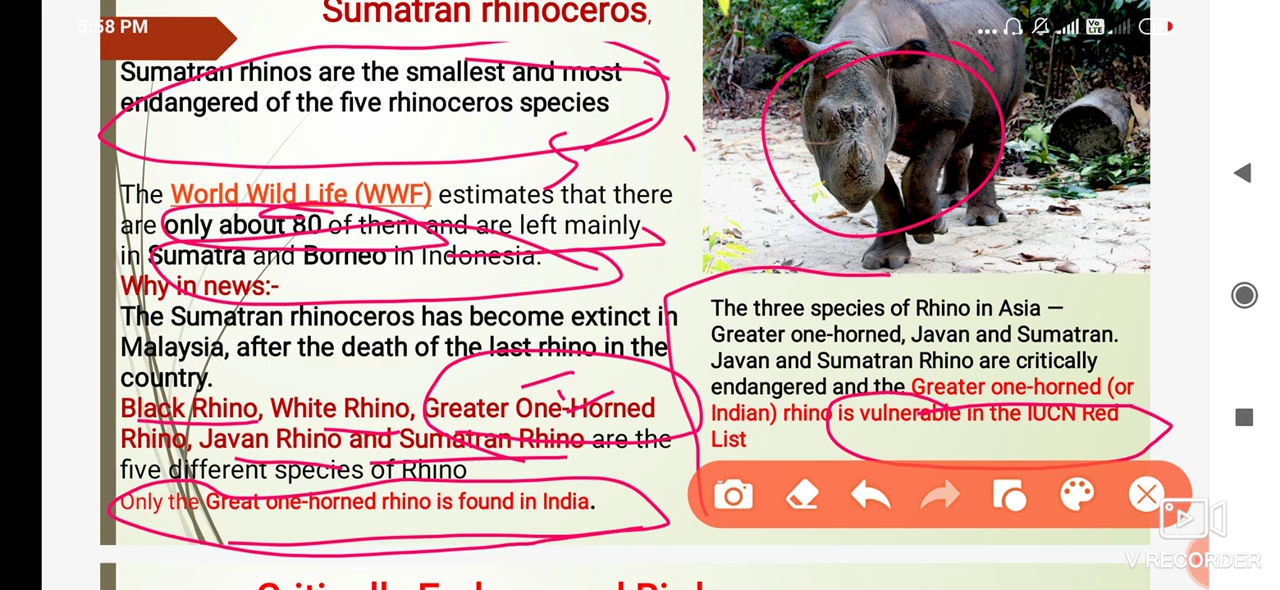 5:58 PM
Vo LTE
Sumatran rhinoceros,
Sumatran rhinos are the smallest and most
endangered of the five rhinoceros species
The World Wild Life (WWF) estimates that there
are only about 80 of them and are left mainly
in Sumatra and Borneo in Indonesia.
Why in news:-
The Sumatran rhinoceros has become extinct in
Malaysia, after the death of the last rhino in the
country.
Black Rhino, White Rhino, Greater One-Horned
Rhino, Javan Rhino and Sumatran Rhino are the
five different species of Rhino
Only the Great one-horned rhino is found in India.
The three species of Rhino in Asia —
Greater one-horned, Javan and Sumatran.
Javan and Sumatran Rhino are critically
endangered and the Greater one-horned (or
Indian) rhino is vulnerable in the IUCN Red
List
V RECORDER